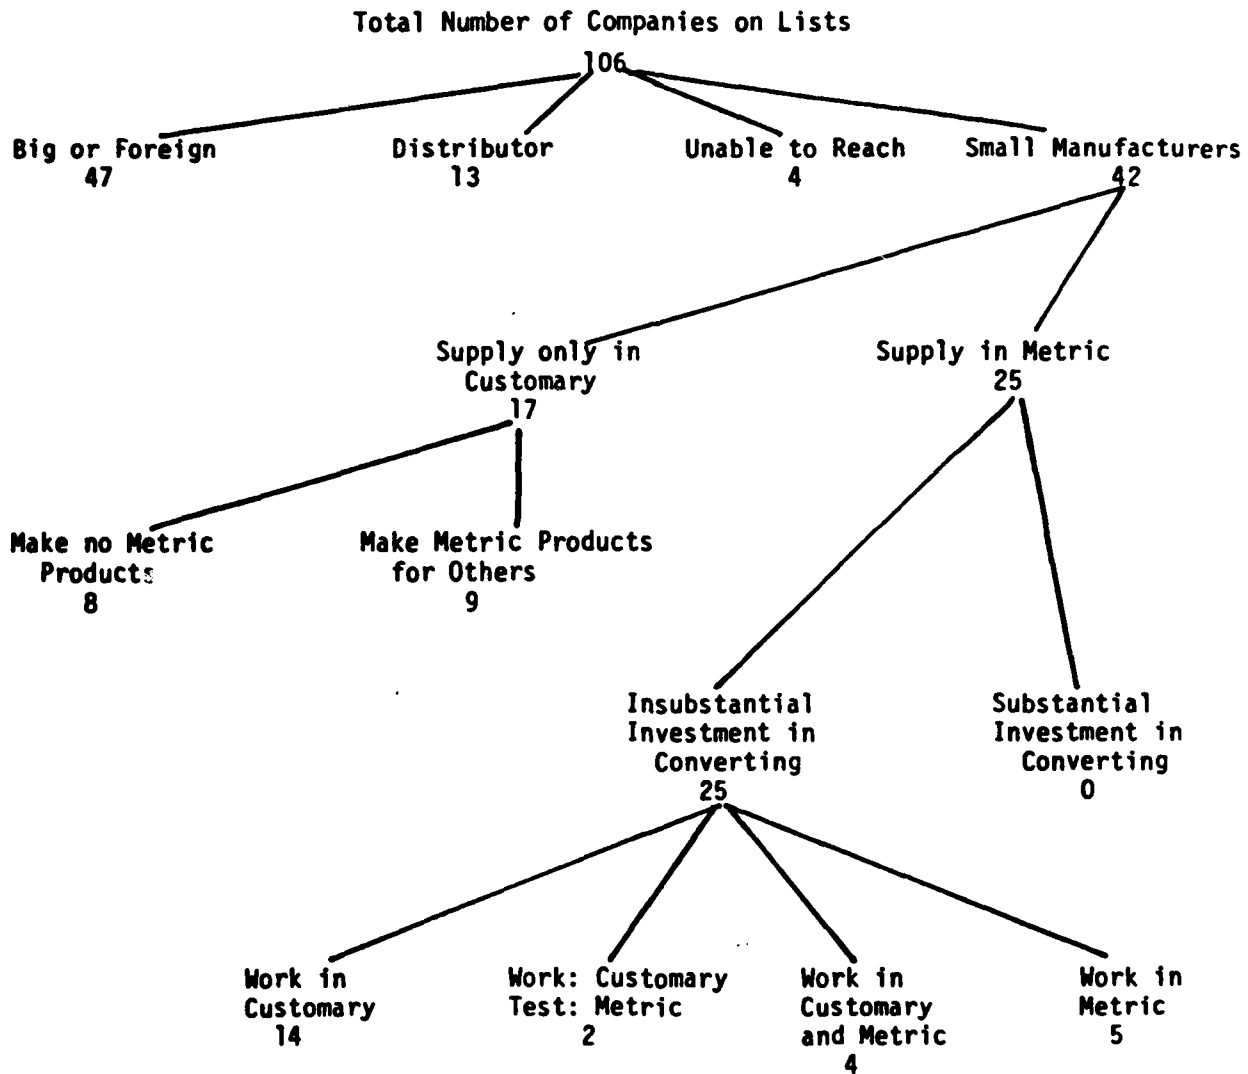 Total Number of Companies on Lists
106
Big or Foreign
47
Distributor
13
Unable to Reach
4
Small Manufacturers
42
Supply only in
Customary
17
Supply in Metric
25
Make no Metric
Products
8
Make Metric Products
for Others
9
Insubstantial
Investment in
Converting
25
Substantial
Investment in
Converting
0
Work in
Customary
14
Work: Customary
Test: Metric
2
Work in
Customary
and Metric
4
Work in
Metric
5